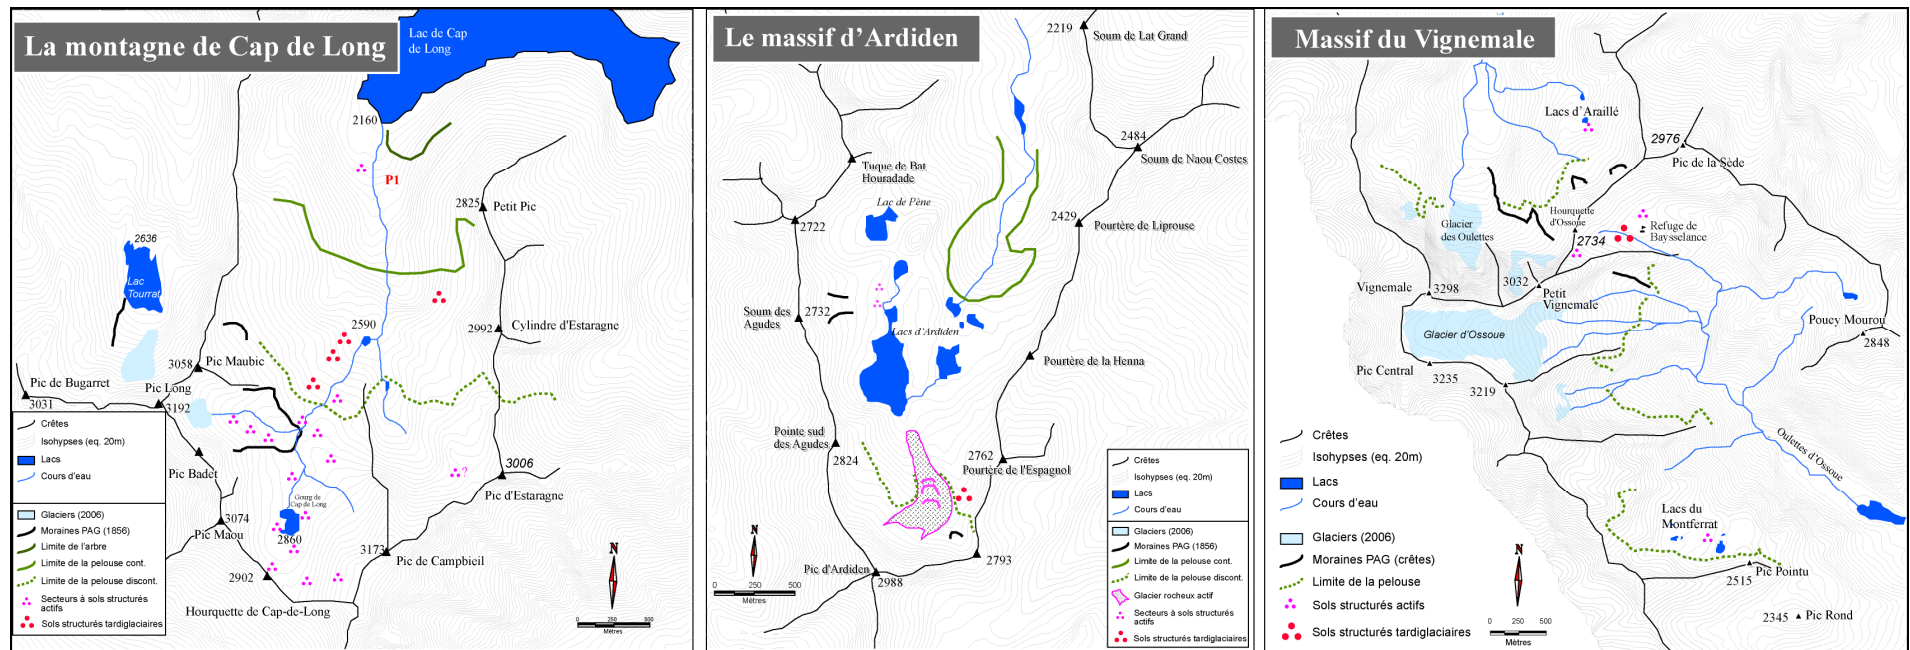 La montagne de Cap de Long
Lac de Cap
de Long
2160
P1
2825
Petit Pic
2636
Lac
Tourrat
2590
2992
Cylindre d'Estaragne
3058
Pic Maubic
Pic de Bugarret
3031
Pic Long
3192
Pic Badet
?
3006
Pic d'Estaragne
Gourg de
Cap de Long
2860
3074
Pic Maou
3173
Pic de Campbieil
2902
Hourquette de Cap-de-Long
Crêtes
Isohypses (eq. 20m)
Lacs
Cours d'eau
Glaciers (2006)
Moraines PAG (1856)
Limite de l'arbre
Limite de la pelouse cont.
Limite de la pelouse discont.
Secteurs à sols structurés
actifs
Sols structurés tardiglaciaires
N
0 250 500
Mètres
Le massif d'Ardiden
2219
Soum de Lat Grand
2484
Soum de Naou Costes
Tuque de Bat
Houradade
Lac de Pène
2722
2429
Pourtère de Liprouse
Soum des
Agudes
2732
Lacs d'Ardiden
Pourtère de la Henna
Pointe sud
des Agudes
2824
2762
Pourtère de l'Espagnol
Pic d'Ardiden
2988
2793
N
0 250 500
Mètres
Crêtes
Isohypses (eq. 20m)
Lacs
Cours d'eau
Glaciers (2006)
Moraines PAG (1856)
Limite de la pelouse cont.
Limite de la pelouse discont.
Glacier rocheux actif
Secteurs à sols structurés
actifs
Sols structurés tardiglaciaires
Massif du Vignemale
Lacs d'Araillé
2976
Pic de la Sède
Glacier
des Oulettes
Hourquette
d'Ossoue
2734
Refuge de
Baysselance
Vignemale
3298
3032
Petit
Vignemale
Glacier d'Ossoue
Pouey Mourou
2848
Pic Central
3235
3219
Oulettes d'Ossoue
Lacs du
Montferrat
Pic Pointu
2515
2345
Pic Rond
Crêtes
Isohypses (eq. 20m)
Lacs
Cours d'eau
Glaciers (2006)
Moraines PAG (crêtes)
Limite de la pelouse
Sols structurés actifs
Sols structurés tardiglaciaires
N
0 250 500
Mètres